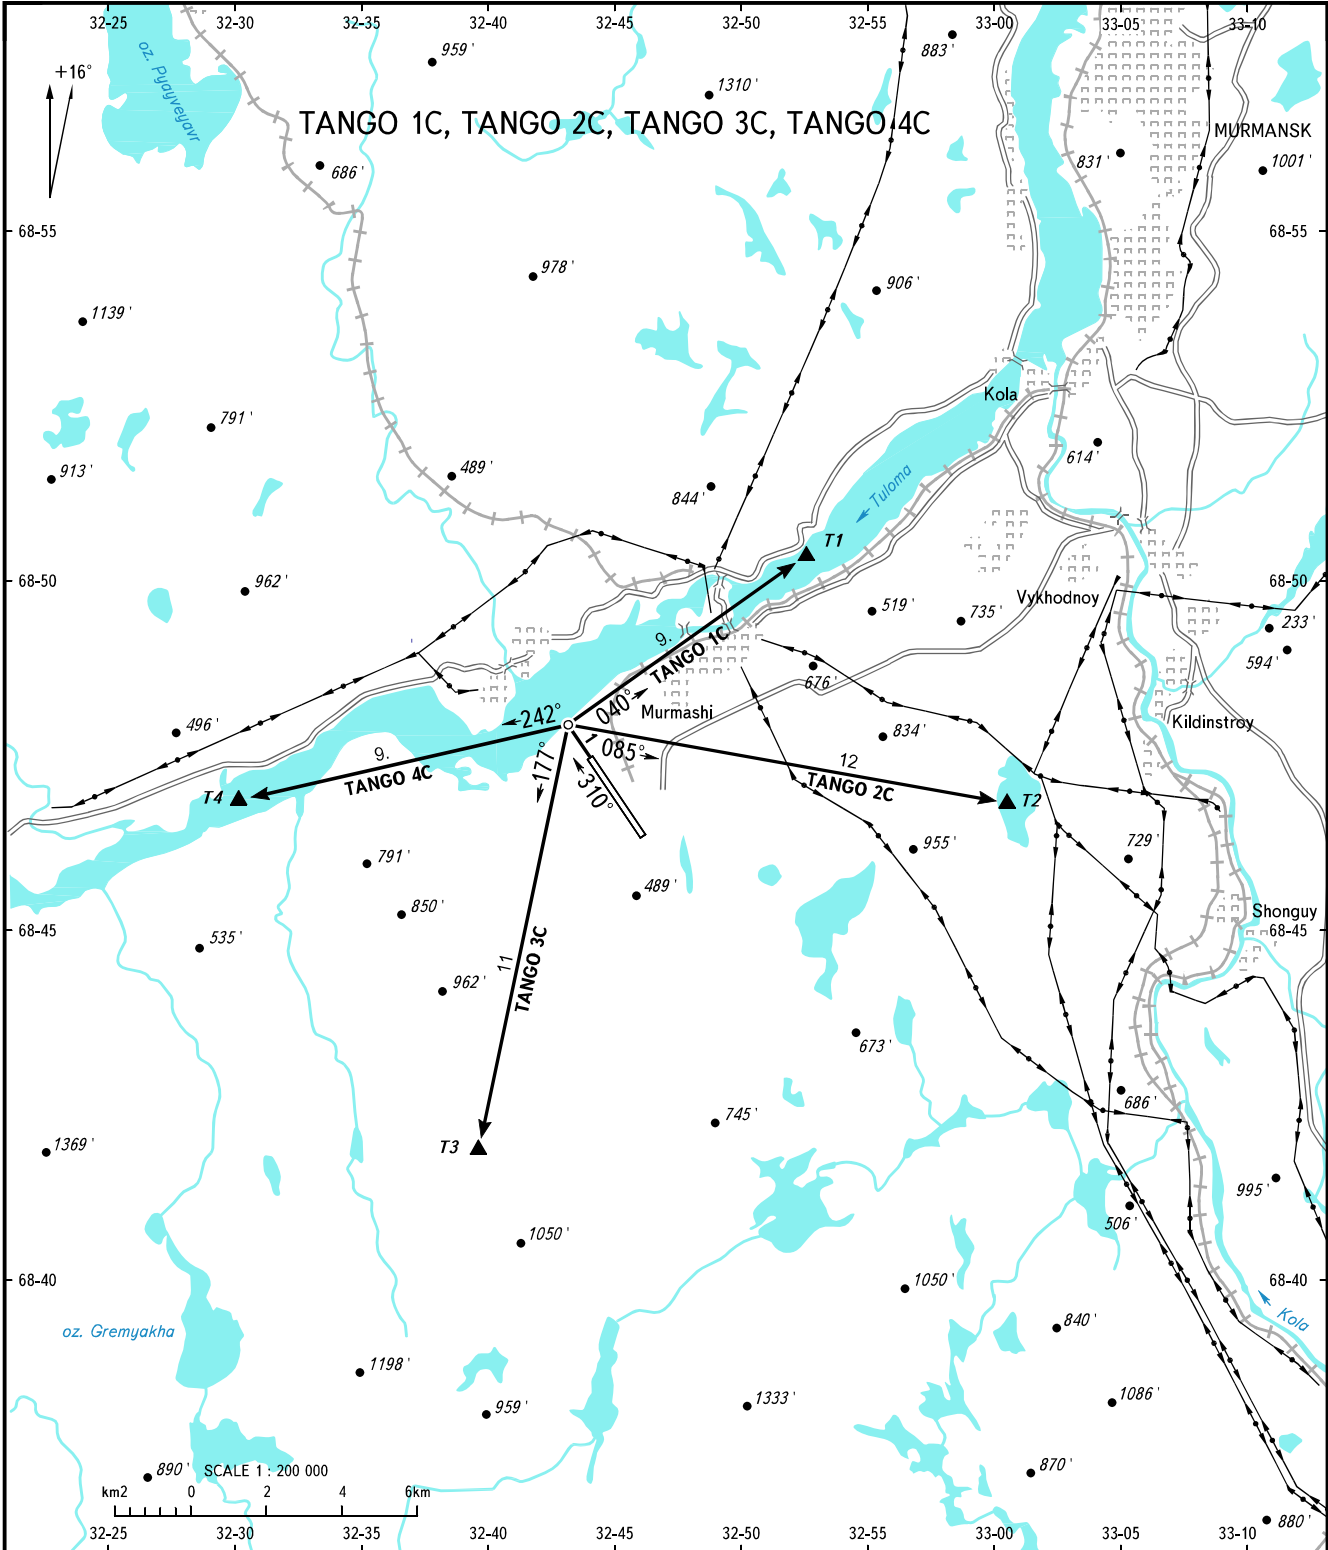 32-25 32-30 32-35 32-40 32-45 32-50 32-55 33-00 33-05 33-10
oz. Pyayveyavr
+16°
959'
883'
1310'
TANGO 1C, TANGO 2C, TANGO 3C, TANGO 4C
MURMANSK
686'
831'
1001'
68-55
68-55
978'
906'
1139'
Kola
791'
614'
913'
489'
844'
Tuloma
T1
68-50
68-50
962'
Vykhodnoy
519'
735'
233'
594'
9.
TANGO 1C
676'
040°
Murmashi
242°
496'
834'
Kildinstroy
1
085°
9.
TANGO 4C
177°
310°
12
TANGO 2C
T4
T2
791'
955'
729'
489'
850'
Shonguy
535'
68-45
11
TANGO 3C
962'
673'
686'
745'
1369'
T3
995'
506'
1050'
68-40
68-40
1050'
Kola
oz. Gremyakha
840'
1198'
959'
1333'
1086'
890'
SCALE 1 : 200 000
870'
km2 0 2 4 6km
880'
32-25 32-30 32-35 32-40 32-45 32-50 32-55 33-00 33-05 33-10
68-45